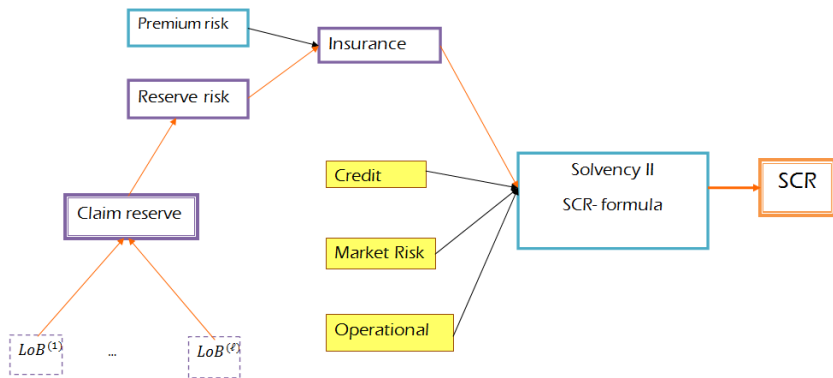 Premium risk
Insurance
Reserve risk
Solvency II
SCR- formula
SCR
Credit
Claim reserve
Market Risk
Operational
LoB⁽¹⁾ ... LoB⁽ℓ⁾